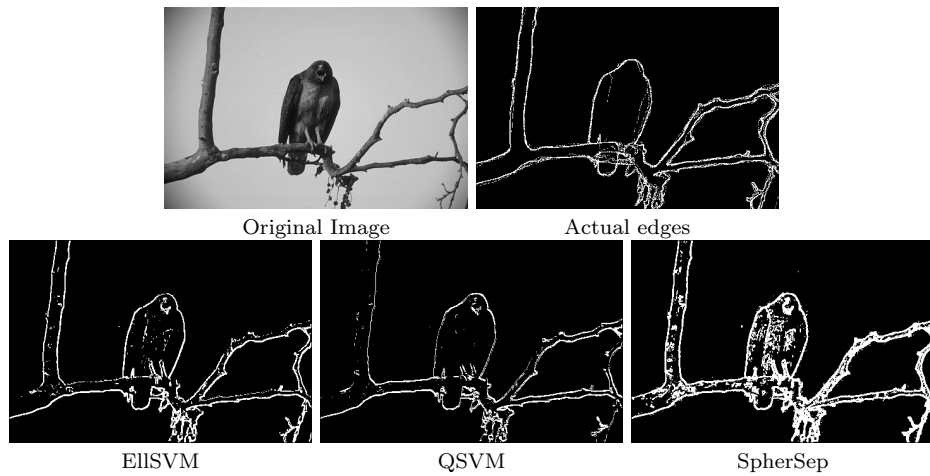 Original Image
Actual edges
EllSVM
QSVM
SpherSep